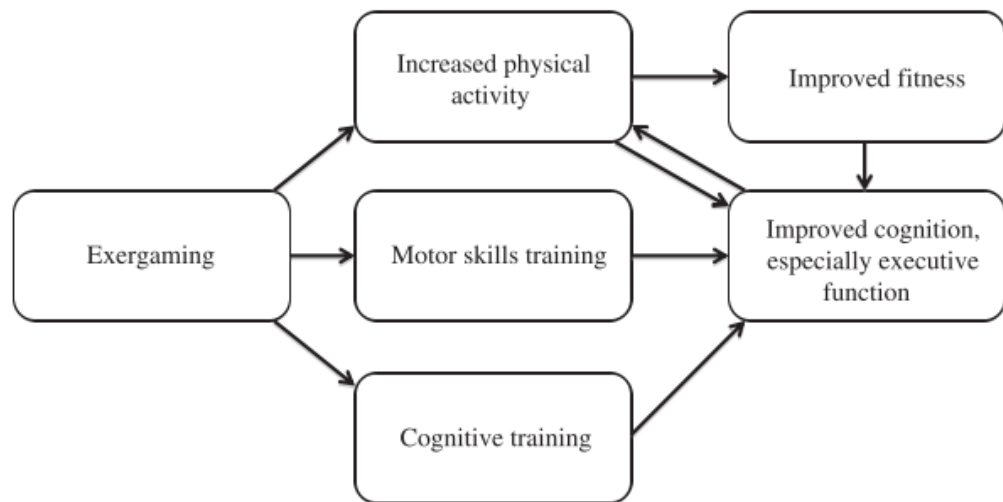 Increased physical
activity
Improved fitness
Exergaming
Motor skills training
Improved cognition,
especially executive
function
Cognitive training